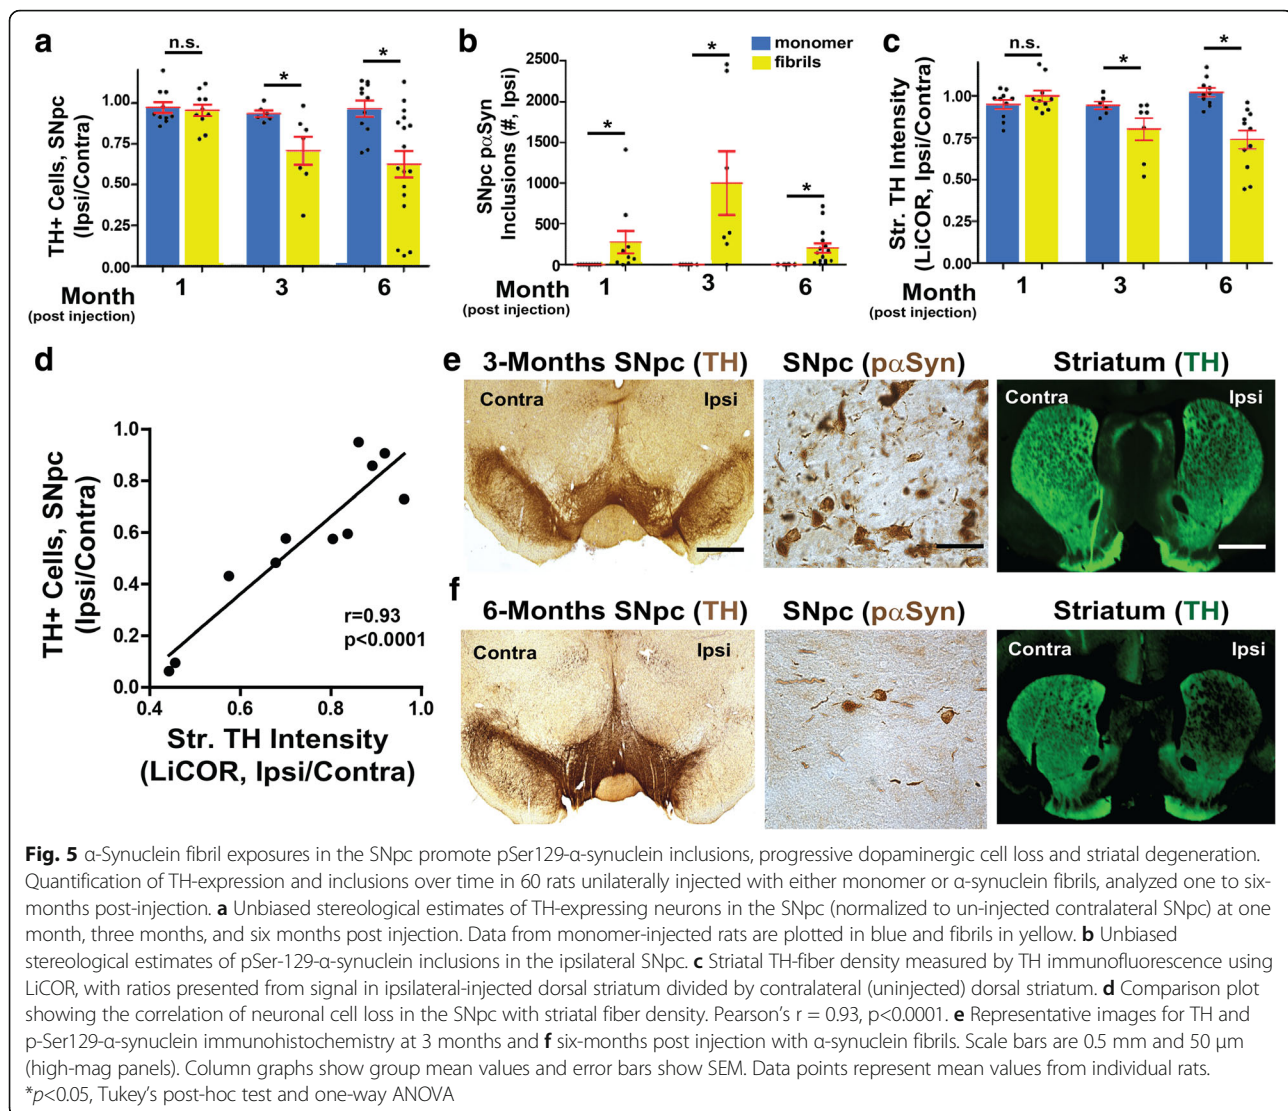 a
n.s.
*
*
TH+ Cells, SNpc
(Ipsi/Contra)
1.00
0.75
0.50
0.25
0.00
Month
(post injection)
1
3
6
b
monomer
fibrils
*
*
*
SNpc pαSyn
Inclusions (#, Ipsi)
2500
2500
1500
1000
500
0
Month
(post injection)
1
3
6
c
n.s.
*
*
Str. TH Intensity
(LiCOR, Ipsi/Contra)
1.00
0.75
0.50
0.25
0.00
Month
(post injection)
1
3
6
d
TH+ Cells, SNpc
(Ipsi/Contra)
1.0
0.8
0.6
0.4
0.2
0.0
0.4
0.6
0.8
1.0
r=0.93
p<0.0001
Str. TH Intensity
(LiCOR, Ipsi/Contra)
e
3-Months SNpc (TH)
SNpc (pαSyn)
Striatum (TH)
Contra
Ipsi
Contra
Ipsi
f
6-Months SNpc (TH)
SNpc (pαSyn)
Striatum (TH)
Contra
Ipsi
Contra
Ipsi
Fig. 5 α-Synuclein fibril exposures in the SNpc promote pSer129-α-synuclein inclusions, progressive dopaminergic cell loss and striatal degeneration.
Quantification of TH-expression and inclusions over time in 60 rats unilaterally injected with either monomer or α-synuclein fibrils, analyzed one to six-
months post-injection. a Unbiased stereological estimates of TH-expressing neurons in the SNpc (normalized to un-injected contralateral SNpc) at one
month, three months, and six months post injection. Data from monomer-injected rats are plotted in blue and fibrils in yellow. b Unbiased
stereological estimates of pSer-129-α-synuclein inclusions in the ipsilateral SNpc. c Striatal TH-fiber density measured by TH immunofluorescence using
LiCOR, with ratios presented from signal in ipsilateral-injected dorsal striatum divided by contralateral (uninjected) dorsal striatum. d Comparison plot
showing the correlation of neuronal cell loss in the SNpc with striatal fiber density. Pearson's r = 0.93, p<0.0001. e Representative images for TH and
p-Ser129-α-synuclein immunohistochemistry at 3 months and f six-months post injection with α-synuclein fibrils. Scale bars are 0.5 mm and 50 μm
(high-mag panels). Column graphs show group mean values and error bars show SEM. Data points represent mean values from individual rats.
*p<0.05, Tukey's post-hoc test and one-way ANOVA